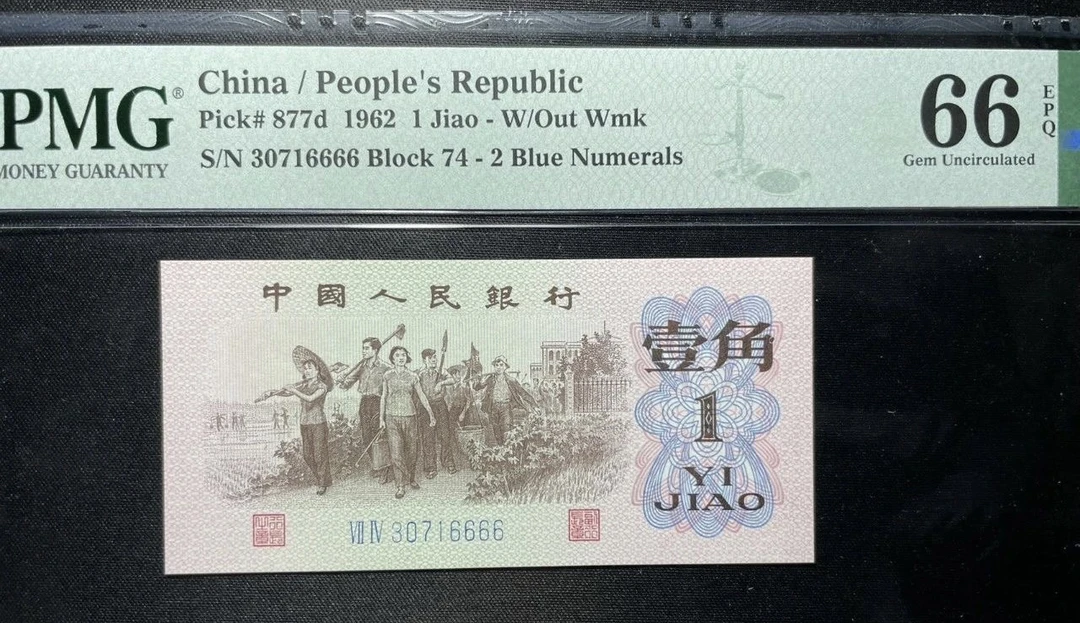 PMG®
MONEY GUARANTY
China / People's Republic
Pick# 877d 1962 1 Jiao - W/Out Wmk
S/N 30716666 Block 74 - 2 Blue Numerals
66
EPQ
Gem Uncirculated
中國人民銀行
壹角
1
YI
JIAO
VII IV 30716666